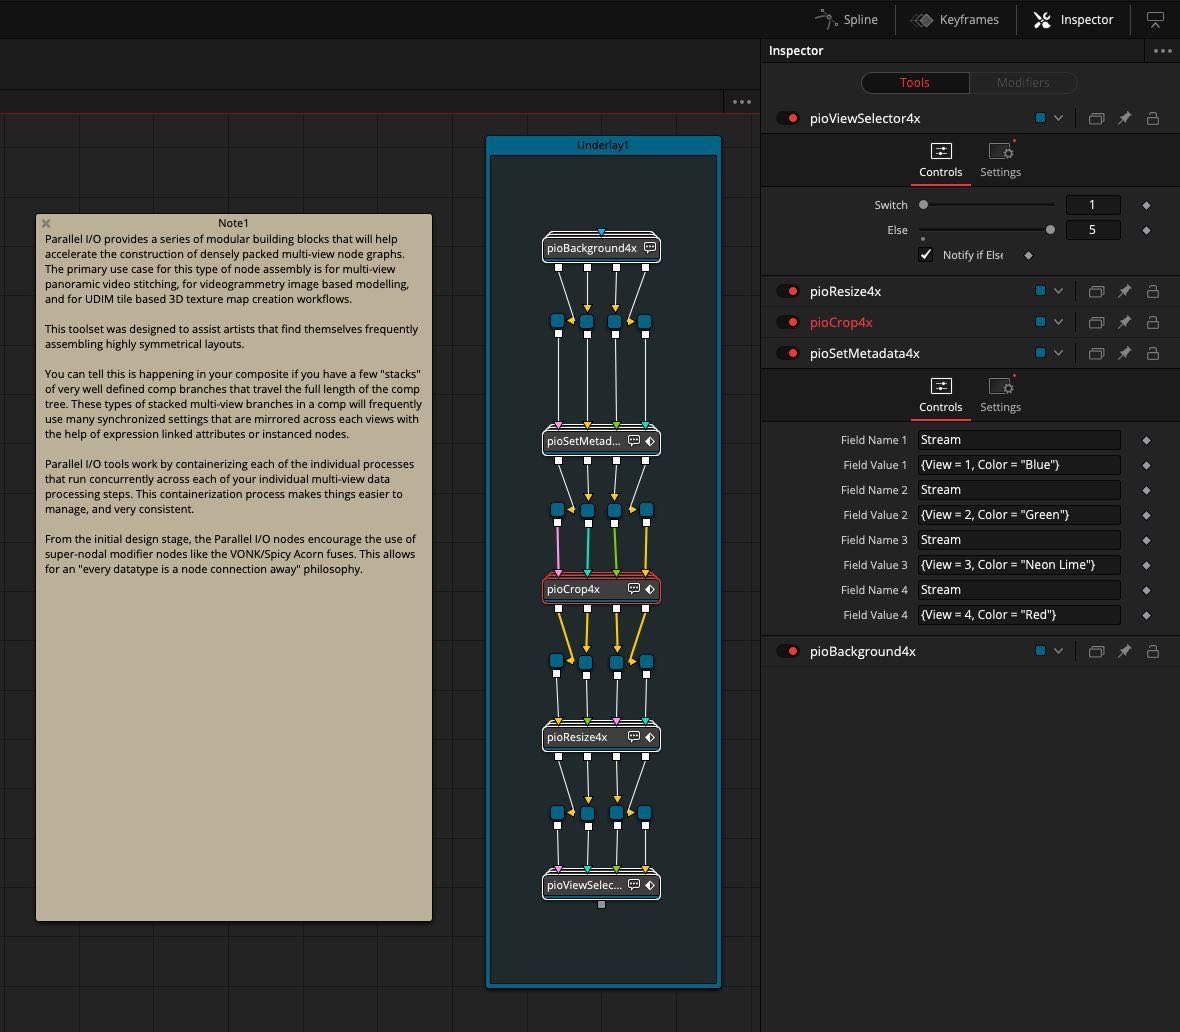 Spline
Keyframes
Inspector
Inspector
Tools
Modifiers
pioViewSelector4x
Controls
Settings
Switch
1
Else
5
Notify if Else
pioResize4x
pioCrop4x
pioSetMetadata4x
Controls
Settings
Field Name 1
Stream
Field Value 1
{View = 1, Color = "Blue"}
Field Name 2
Stream
Field Value 2
{View = 2, Color = "Green"}
Field Name 3
Stream
Field Value 3
{View = 3, Color = "Neon Lime"}
Field Name 4
Stream
Field Value 4
{View = 4, Color = "Red"}
pioBackground4x
Note1
Parallel I/O provides a series of modular building blocks that will help
accelerate the construction of densely packed multi-view node graphs.
The primary use case for this type of node assembly is for multi-view
panoramic video stitching, for videogrammetry image based modelling,
and for UDIM tile based 3D texture map creation workflows.
This toolset was designed to assist artists that find themselves frequently
assembling highly symmetrical layouts.
You can tell this is happening in your composite if you have a few "stacks"
of very well defined comp branches that travel the full length of the comp
tree. These types of stacked multi-view branches in a comp will frequently
use many synchronized settings that are mirrored across each views with
the help of expression linked attributes or instanced nodes.
Parallel I/O tools work by containerizing each of the individual processes
that run concurrently across each of your individual multi-view data
processing steps. This containerization process makes things easier to
manage, and very consistent.
From the initial design stage, the Parallel I/O nodes encourage the use of
super-nodal modifier nodes like the VONK/Spicy Acorn fuses. This allows
for an "every datatype is a node connection away" philosophy.
Underlay1
pioBackground4x
pioSetMetad...
pioCrop4x
pioResize4x
pioViewSelec...